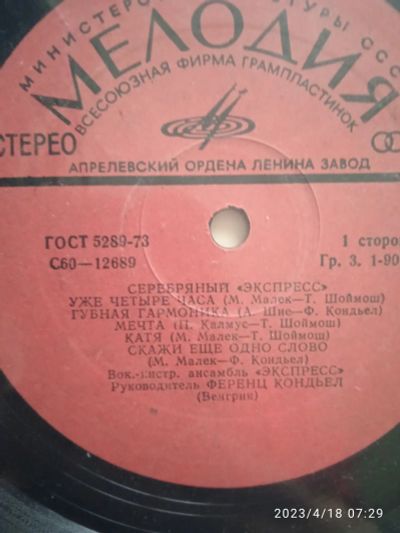 МИНИСТЕРСТВО КУЛЬТУРЫ СССР
МЕЛОДИЯ
ВСЕСОЮЗНАЯ ФИРМА ГРАМПЛАСТИНОК
СТЕРЕО
АПРЕЛЕВСКИЙ ОРДЕНА ЛЕНИНА ЗАВОД
ГОСТ 5289-73
1 сторо
С60—12689
Гр. 3. 1-90
СЕРЕБРЯНЫЙ «ЭКСПРЕСС»
УЖЕ ЧЕТЫРЕ ЧАСА (М. Малек—Т. Шоймош)
ГУБНАЯ ГАРМОНИКА (А. Шис—Ф. Кондьел)
МЕЧТА (П. Калмус—Т. Шоймош)
КАТЯ (М. Малек—Т. Шоймош)
СКАЖИ ЕЩЕ ОДНО СЛОВО
(М. Малек—Ф. Кондьел)
Вок.-инстр. ансамбль «ЭКСПРЕСС»
Руководитель ФЕРЕНЦ КОНДЬЕЛ
(Венгрия)
2023/4/18 07:29